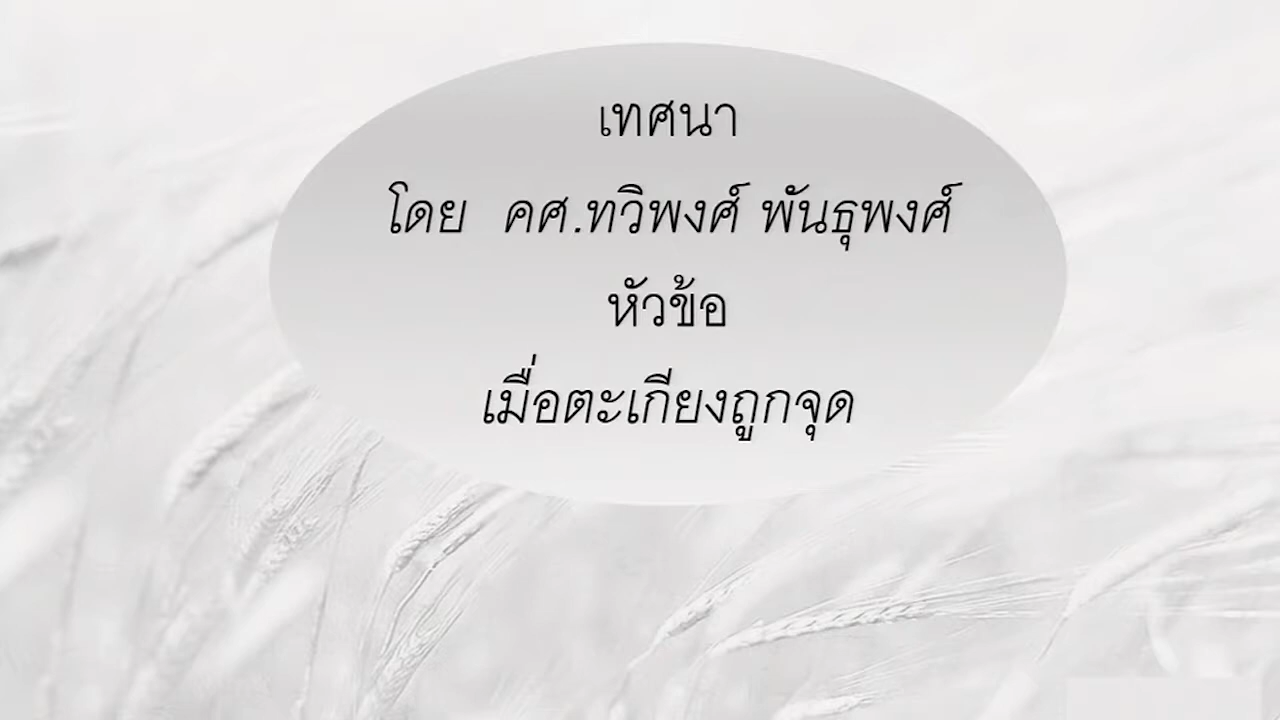 เทศนา
โดย คศ.ทวิพงศ์ พันธุพงศ์
หัวข้อ
เมื่อตะเกียงถูกจุด